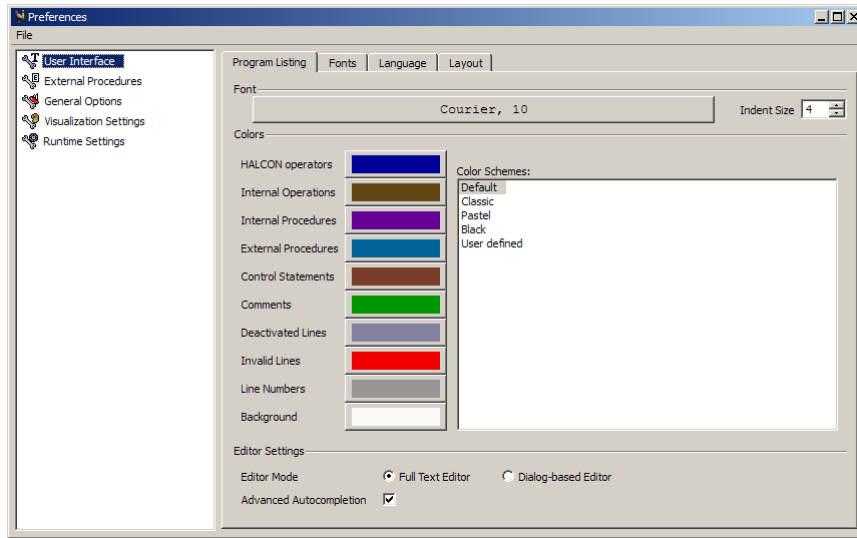 Preferences
File
User Interface
External Procedures
General Options
Visualization Settings
Runtime Settings
Program Listing Fonts Language Layout
Font
Courier, 10 Indent Size 4
Colors
HALCON operators
Internal Operations
Internal Procedures
External Procedures
Control Statements
Comments
Deactivated Lines
Invalid Lines
Line Numbers
Background
Color Schemes:
Default
Classic
Pastel
Black
User defined
Editor Settings
Editor Mode Full Text Editor Dialog-based Editor
Advanced Autocompletion